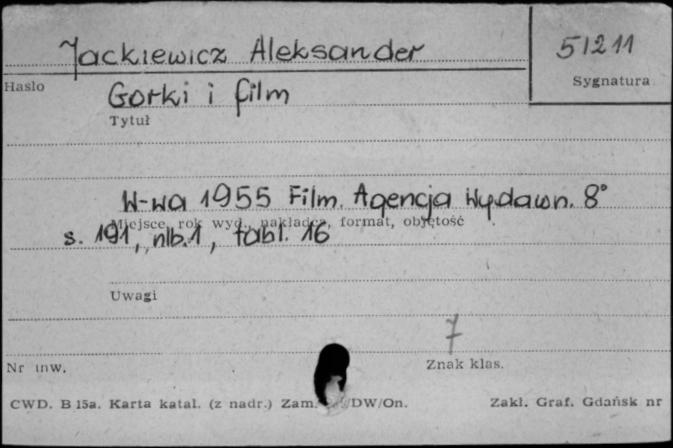 Jackiewicz Aleksander 51211
Hasło Sygnatura
Gorki i film
Tytuł
W-wa 1955 Film. Agencja Wydawn. 8°
Miejsce, rok wyd., nakładca, format, objętość
s. 191, nlb.1, tabl. 16
Uwagi
7
Nr inw. Znak klas.
CWD. B 15a. Karta katal. (z nadr.) Zam. /DW/On. Zakł. Graf. Gdańsk nr